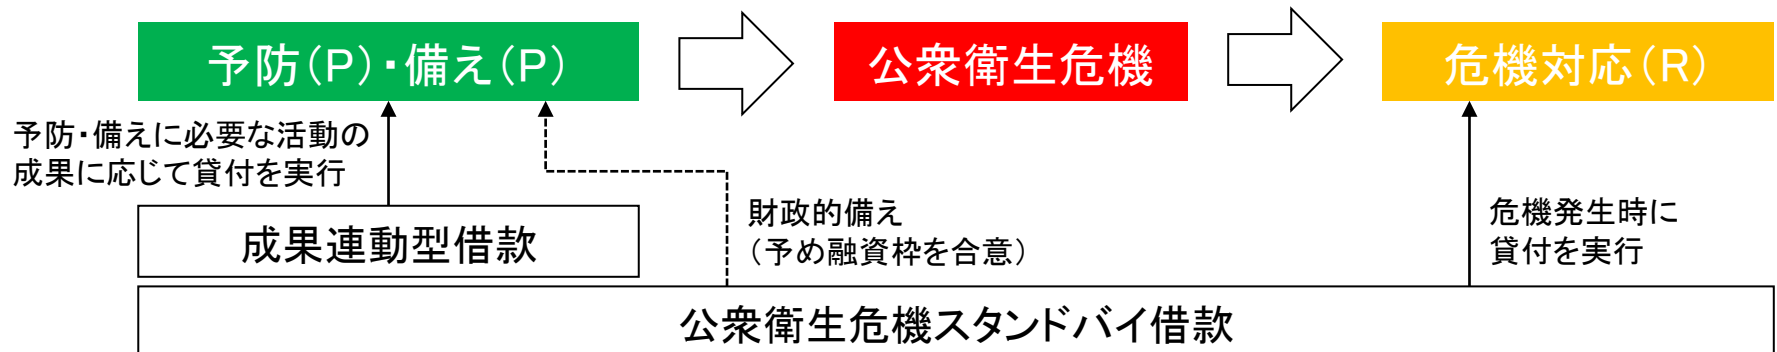 予防(P)・備え(P)
公衆衛生危機
危機対応(R)
予防・備えに必要な活動の
成果に応じて貸付を実行
財政的備え
(予め融資枠を合意)
危機発生時に
貸付を実行
成果連動型借款
公衆衛生危機スタンドバイ借款